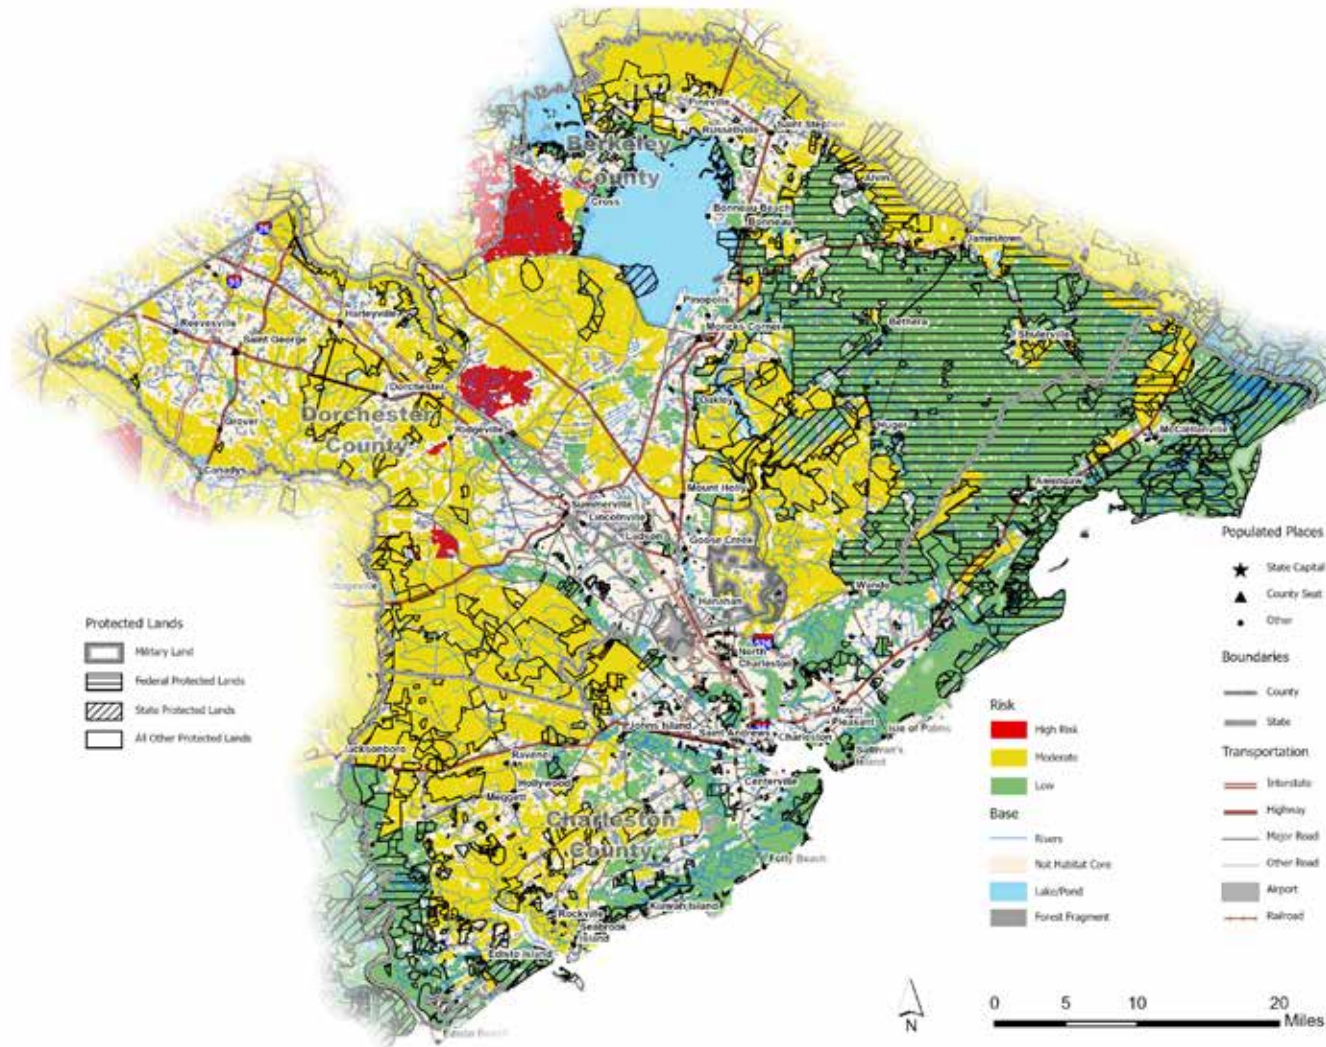 Pineville
Saint Stephen
Russellville
Berkeley
County
Alvin
Cross
Bonneau Beach
Bonneau
Jamestown
26
95
Pinopolis
Reevesville
Harleyville
Moncks Corner
Bethera
Shulerville
Saint George
Dorchester
Dorchester
County
Oakley
Grover
Ridgeville
Huger
McClellanville
Canadys
Mount Holly
Awendaw
Summerville
Lincolnville
Ladson
Goose Creek
Wando
Hanahan
North
Charleston
Mount
Pleasant
Johns Island
Saint Andrews
Charleston
Isle of Palms
Sullivan's
Island
Jacksonboro
Ravenel
Hollywood
Centerville
Meggett
Charleston
County
Folly Beach
Rockville
Kiawah Island
Seabrook
Island
Edisto Island
Edisto Beach
Protected Lands
Military Land
Federal Protected Lands
State Protected Lands
All Other Protected Lands
Risk
High Risk
Moderate
Low
Base
Rivers
Not Habitat Core
Lake/Pond
Forest Fragment
Populated Places
State Capital
County Seat
Other
Boundaries
County
State
Transportation
Interstate
Highway
Major Road
Other Road
Airport
Railroad
N
0 5 10 20
Miles